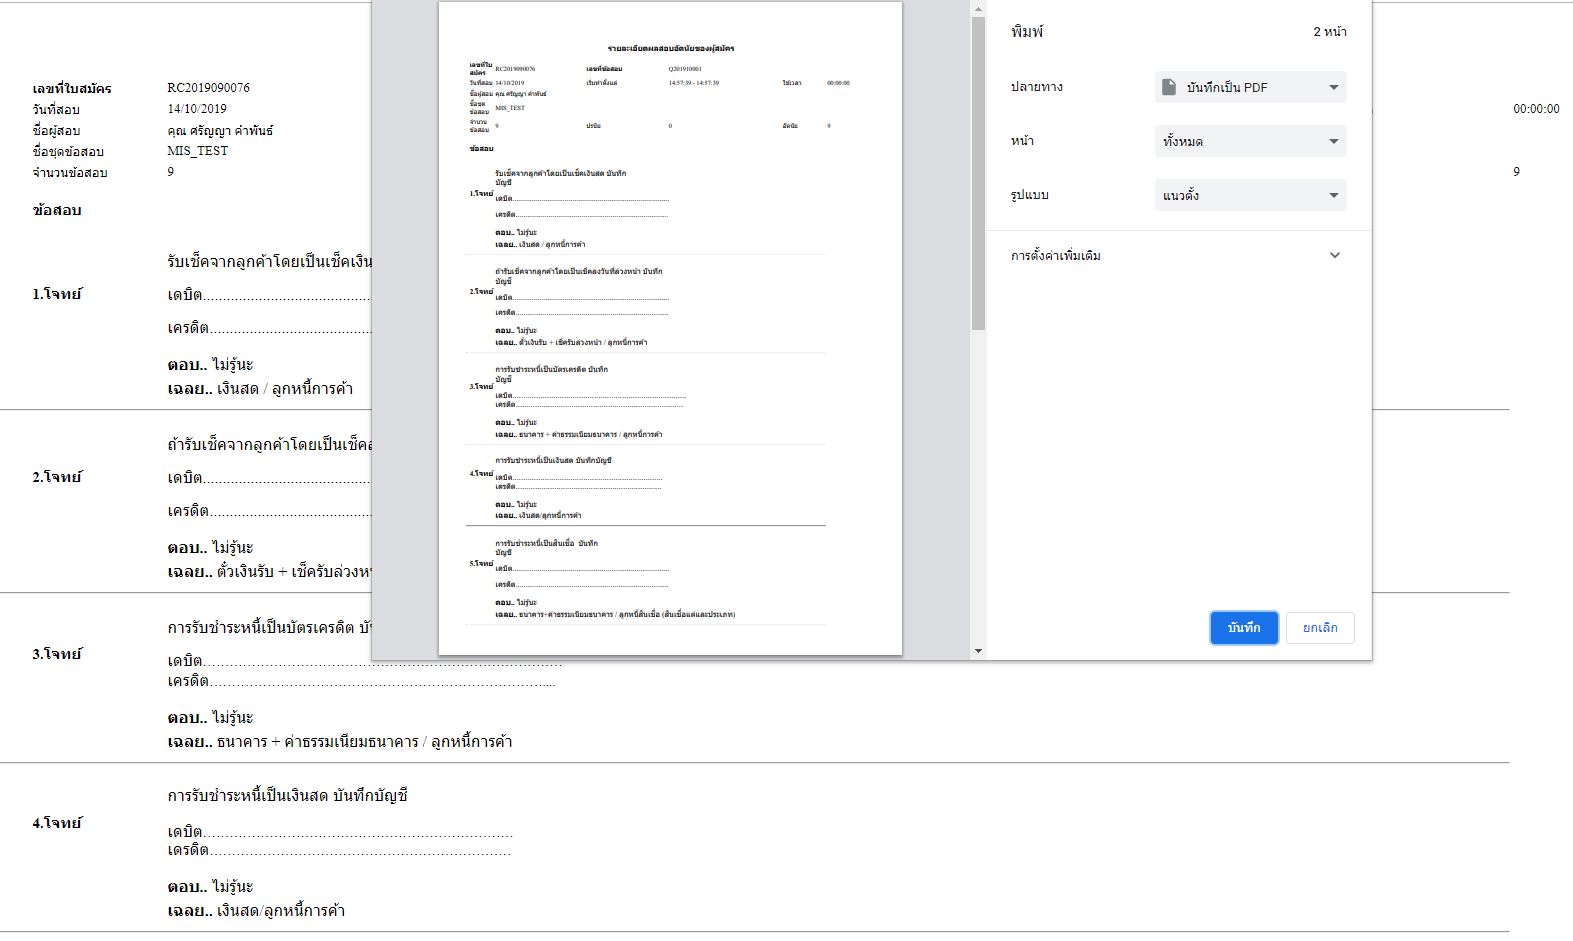 เลขที่ใบสมัคร RC2019090076
วันที่สอบ 14/10/2019 00:00:00
ชื่อผู้สอบ คุณ ศรัญญา คำพันธ์
ชื่อชุดข้อสอบ MIS_TEST
จำนวนข้อสอบ 9 9
ข้อสอบ
รับเช็คจากลูกค้าโดยเป็นเช็คเงิน
1.โจทย์
เดบิต........................................
เครดิต........................................
ตอบ.. ไม่รู้นะ
เฉลย.. เงินสด / ลูกหนี้การค้า
ถ้ารับเช็คจากลูกค้าโดยเป็นเช็คล
2.โจทย์
เดบิต........................................
เครดิต........................................
ตอบ.. ไม่รู้นะ
เฉลย.. ตั๋วเงินรับ + เช็ครับล่วงห
การรับชำระหนี้เป็นบัตรเครดิต บั
3.โจทย์
เดบิต................................................................................
เครดิต................................................................................
ตอบ.. ไม่รู้นะ
เฉลย.. ธนาคาร + ค่าธรรมเนียมธนาคาร / ลูกหนี้การค้า
การรับชำระหนี้เป็นเงินสด บันทึกบัญชี
4.โจทย์
เดบิต......................................................................
เดรดิต......................................................................
ตอบ.. ไม่รู้นะ
เฉลย.. เงินสด/ลูกหนี้การค้า
รายละเอียดผลสอบอัตนัยของผู้สมัคร
เลขที่ใบสมัคร RC2019090076 เลขที่ข้อสอบ Q201910001
วันที่สอบ 14/10/2019 เริ่มทำตั้งแต่ 14:57:39 - 14:57:39 ใช้เวลา 00:00:00
ชื่อผู้สอบ คุณ ศรัญญา คำพันธ์
ชื่อชุดข้อสอบ MIS_TEST
จำนวนข้อสอบ 9 ปรนัย 0 อัตนัย 9
ข้อสอบ
รับเช็คจากลูกค้าโดยเป็นเช็คเงินสด บันทึก
บัญชี
1.โจทย์
เดบิต......................................................................
เครดิต......................................................................
ตอบ.. ไม่รู้นะ
เฉลย.. เงินสด / ลูกหนี้การค้า
ถ้ารับเช็คจากลูกค้าโดยเป็นเช็คลงวันที่ล่วงหน้า บันทึก
บัญชี
2.โจทย์
เดบิต......................................................................
เครดิต......................................................................
ตอบ.. ไม่รู้นะ
เฉลย.. ตั๋วเงินรับ + เช็ครับล่วงหน้า / ลูกหนี้การค้า
การรับชำระหนี้เป็นบัตรเครดิต บันทึก
บัญชี
3.โจทย์
เดบิต................................................................................
เครดิต................................................................................
ตอบ.. ไม่รู้นะ
เฉลย.. ธนาคาร + ค่าธรรมเนียมธนาคาร / ลูกหนี้การค้า
การรับชำระหนี้เป็นเงินสด บันทึกบัญชี
4.โจทย์
เดบิต......................................................................
เดรดิต......................................................................
ตอบ.. ไม่รู้นะ
เฉลย.. เงินสด/ลูกหนี้การค้า
การรับชำระหนี้เป็นสินเชื่อ บันทึก
บัญชี
5.โจทย์
เดบิต......................................................................
เครดิต......................................................................
ตอบ.. ไม่รู้นะ
เฉลย.. ธนาคาร+ค่าธรรมเนียมธนาคาร / ลูกหนี้สินเชื่อ (สินเชื่อแต่ละประเภท)
พิมพ์ 2 หน้า
ปลายทาง บันทึกเป็น PDF
หน้า ทั้งหมด
รูปแบบ แนวตั้ง
การตั้งค่าเพิ่มเติม
บันทึก ยกเลิก